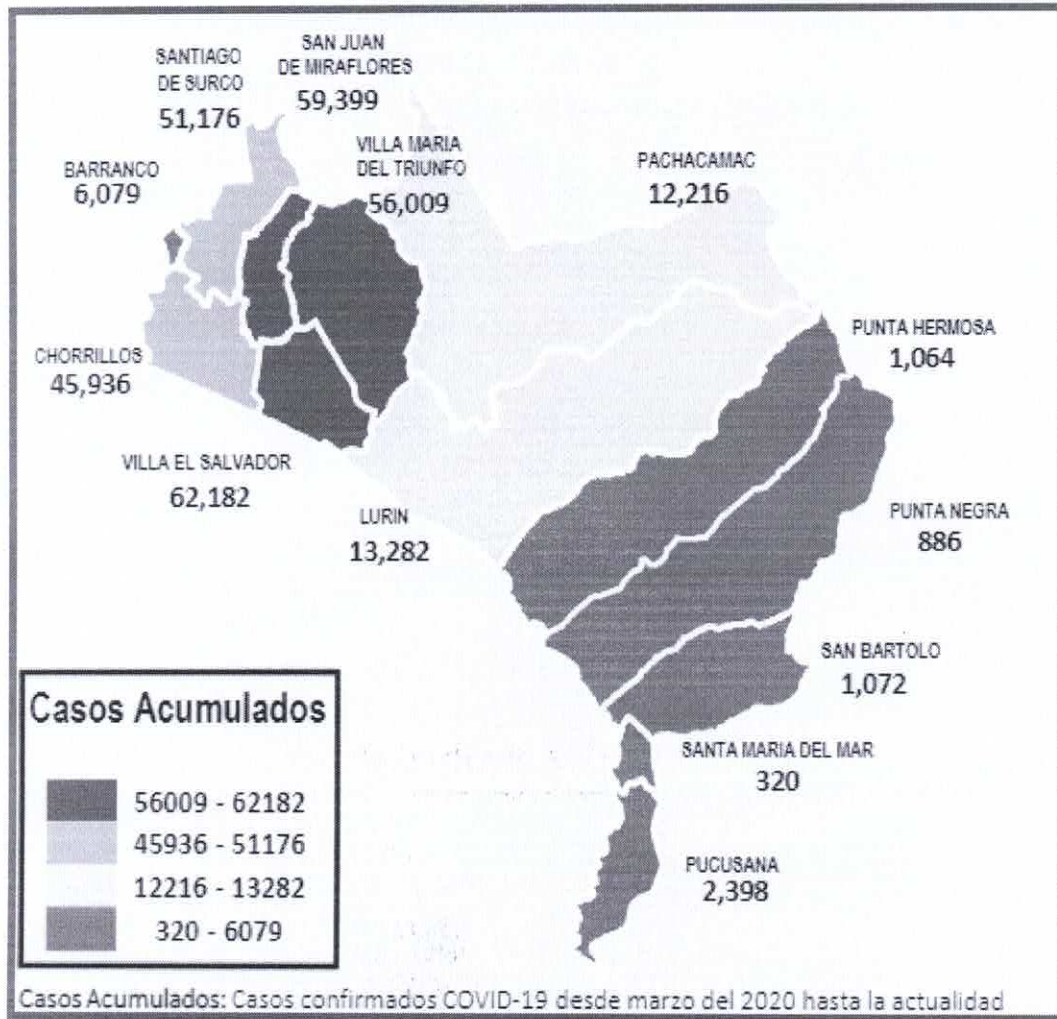 SANTIAGO
DE SURCO
51,176
SAN JUAN
DE MIRAFLORES
59,399
BARRANCO
6,079
VILLA MARIA
DEL TRIUNFO
56,009
PACHACAMAC
12,216
CHORRILLOS
45,936
PUNTA HERMOSA
1,064
VILLA EL SALVADOR
62,182
LURIN
13,282
PUNTA NEGRA
886
SAN BARTOLO
1,072
SANTA MARIA DEL MAR
320
PUCUSANA
2,398
Casos Acumulados
56009 - 62182
45936 - 51176
12216 - 13282
320 - 6079
Casos Acumulados: Casos confirmados COVID-19 desde marzo del 2020 hasta la actualidad